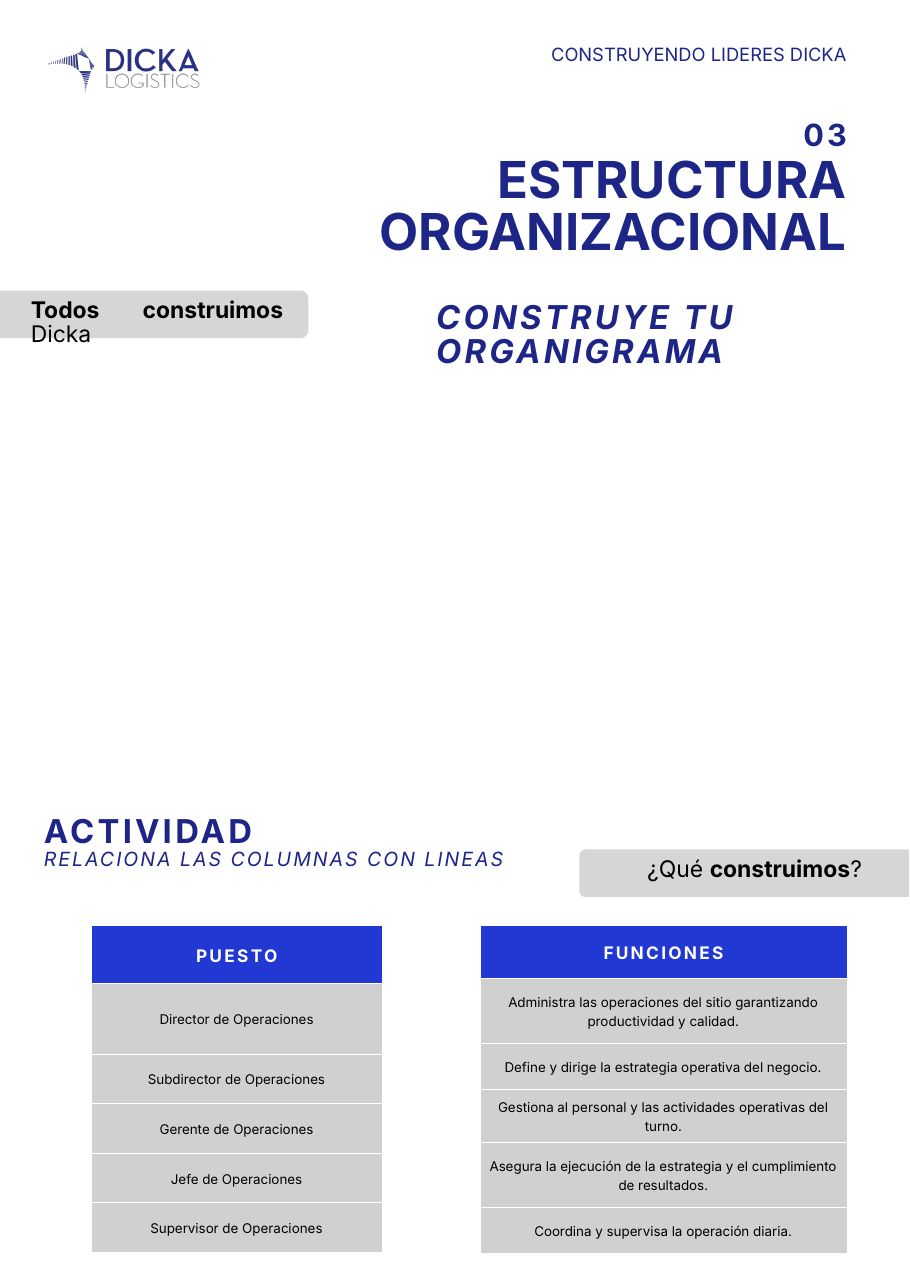 DICKA
LOGISTICS
CONSTRUYENDO LIDERES DICKA
03
ESTRUCTURA
ORGANIZACIONAL
Todos construimos
Dicka
CONSTRUYE TU
ORGANIGRAMA
ACTIVIDAD
RELACIONA LAS COLUMNAS CON LINEAS
¿Qué construimos?
PUESTO
Director de Operaciones
Subdirector de Operaciones
Gerente de Operaciones
Jefe de Operaciones
Supervisor de Operaciones
FUNCIONES
Administra las operaciones del sitio garantizando
productividad y calidad.
Define y dirige la estrategia operativa del negocio.
Gestiona al personal y las actividades operativas del
turno.
Asegura la ejecución de la estrategia y el cumplimiento
de resultados.
Coordina y supervisa la operación diaria.